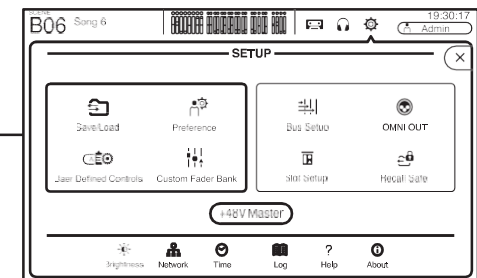 SCENE
B06 Song 6
19:30:17
Admin
SETUP
Save/Load
Preference
Bus Setup
OMNI OUT
User Defined Controls
Custom Fader Bank
Slot Setup
Recall Safe
+48V Master
Brightness
Network
Time
Log
Help
About